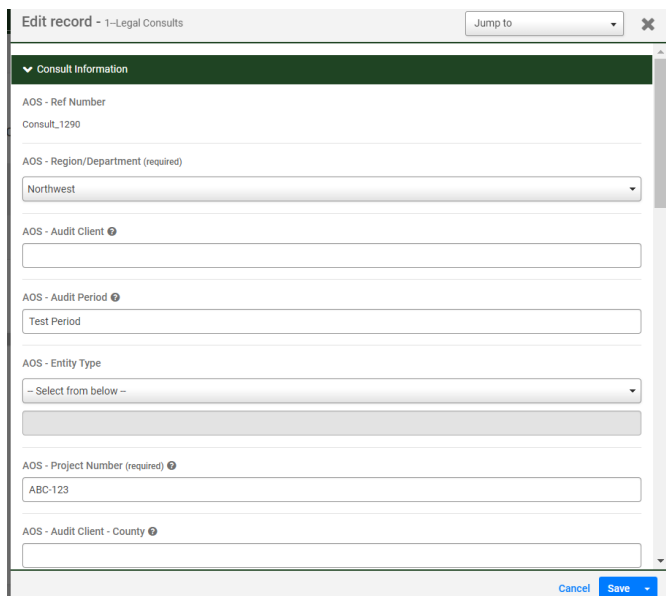 Edit record - 1--Legal Consults
Jump to
Consult Information
AOS - Ref Number
Consult_1290
AOS - Region/Department (required)
Northwest
AOS - Audit Client
AOS - Audit Period
Test Period
AOS - Entity Type
-- Select from below --
AOS - Project Number (required)
ABC-123
AOS - Audit Client - County
Cancel
Save